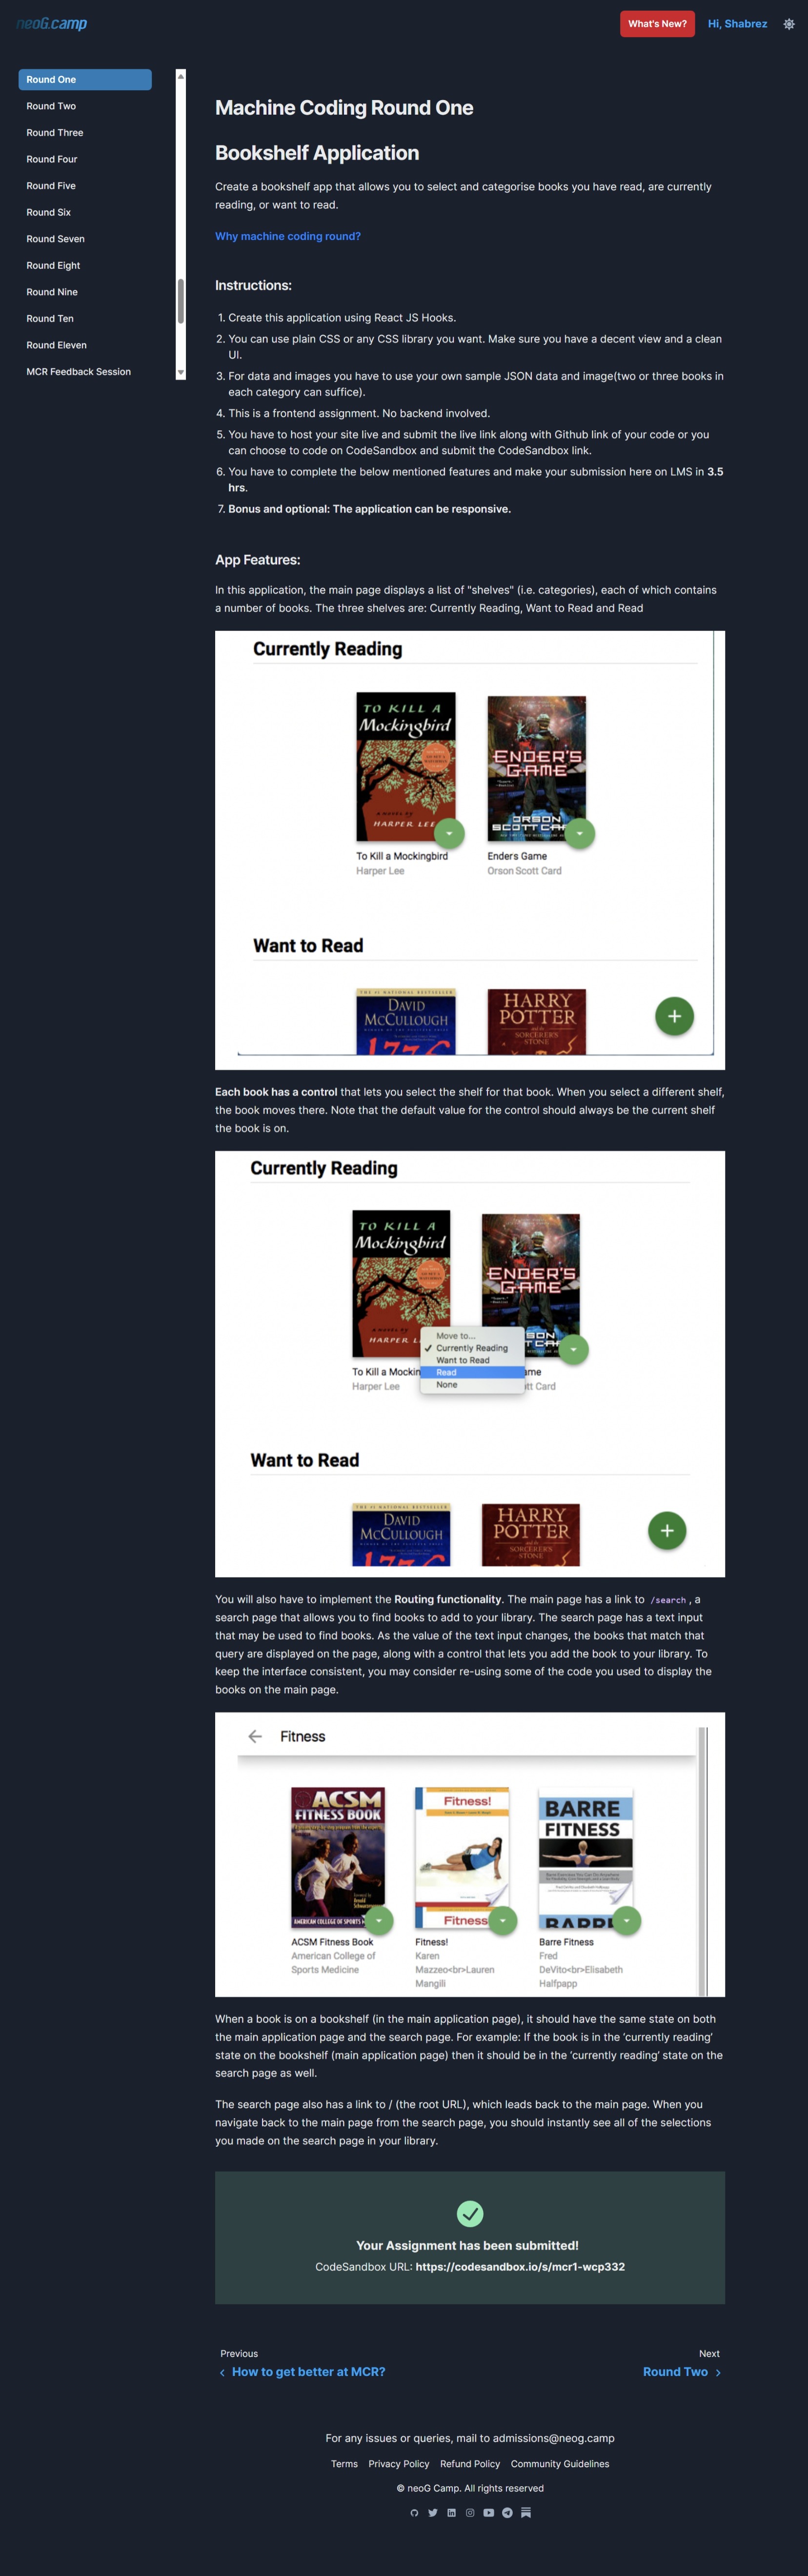 neoG.camp
What's New?
Hi, Shabrez
Round One
Round Two
Round Three
Round Four
Round Five
Round Six
Round Seven
Round Eight
Round Nine
Round Ten
Round Eleven
MCR Feedback Session
Machine Coding Round One
Bookshelf Application
Create a bookshelf app that allows you to select and categorise books you have read, are currently
reading, or want to read.
Why machine coding round?
Instructions:
1. Create this application using React JS Hooks.
2. You can use plain CSS or any CSS library you want. Make sure you have a decent view and a clean
UI.
3. For data and images you have to use your own sample JSON data and image(two or three books in
each category can suffice).
4. This is a frontend assignment. No backend involved.
5. You have to host your site live and submit the live link along with Github link of your code or you
can choose to code on CodeSandbox and submit the CodeSandbox link.
6. You have to complete the below mentioned features and make your submission here on LMS in 3.5
hrs.
7. Bonus and optional: The application can be responsive.
App Features:
In this application, the main page displays a list of "shelves" (i.e. categories), each of which contains
a number of books. The three shelves are: Currently Reading, Want to Read and Read
Currently Reading
TO KILL A
Mockingbird
HARPER LEE
ENDER'S
GAME
ORSON
SCOTT CARD
To Kill a Mockingbird
Harper Lee
Enders Game
Orson Scott Card
Want to Read
THE #1 NATIONAL BESTSELLER
DAVID
McCULLOUGH
1776
HARRY
POTTER
and the
SORCERER'S
STONE
Each book has a control that lets you select the shelf for that book. When you select a different shelf,
the book moves there. Note that the default value for the control should always be the current shelf
the book is on.
Currently Reading
TO KILL A
Mockingbird
HARPER L
ENDER'S
GAME
Move to...
✓ Currently Reading
Want to Read
Read
None
To Kill a Mockin
ame
Harper Lee
tt Card
Want to Read
THE #1 NATIONAL BESTSELLER
DAVID
McCULLOUGH
1776
HARRY
POTTER
and the
SORCERER'S
STONE
You will also have to implement the Routing functionality. The main page has a link to /search , a
search page that allows you to find books to add to your library. The search page has a text input
that may be used to find books. As the value of the text input changes, the books that match that
query are displayed on the page, along with a control that lets you add the book to your library. To
keep the interface consistent, you may consider re-using some of the code you used to display the
books on the main page.
Fitness
ACSM
FITNESS BOOK
AMERICAN COLLEGE OF SPORTS
Fitness!
Fitness
BARRE
FITNESS
BARRE
ACSM Fitness Book
American College of
Sports Medicine
Fitness!
Karen
Mazzeo<br>Lauren
Mangili
Barre Fitness
Fred
DeVito<br>Elisabeth
Halfpapp
When a book is on a bookshelf (in the main application page), it should have the same state on both
the main application page and the search page. For example: If the book is in the ‘currently reading’
state on the bookshelf (main application page) then it should be in the ‘currently reading’ state on the
search page as well.
The search page also has a link to / (the root URL), which leads back to the main page. When you
navigate back to the main page from the search page, you should instantly see all of the selections
you made on the search page in your library.
Your Assignment has been submitted!
CodeSandbox URL: https://codesandbox.io/s/mcr1-wcp332
Previous
How to get better at MCR?
Next
Round Two
For any issues or queries, mail to admissions@neog.camp
Terms Privacy Policy Refund Policy Community Guidelines
© neoG Camp. All rights reserved